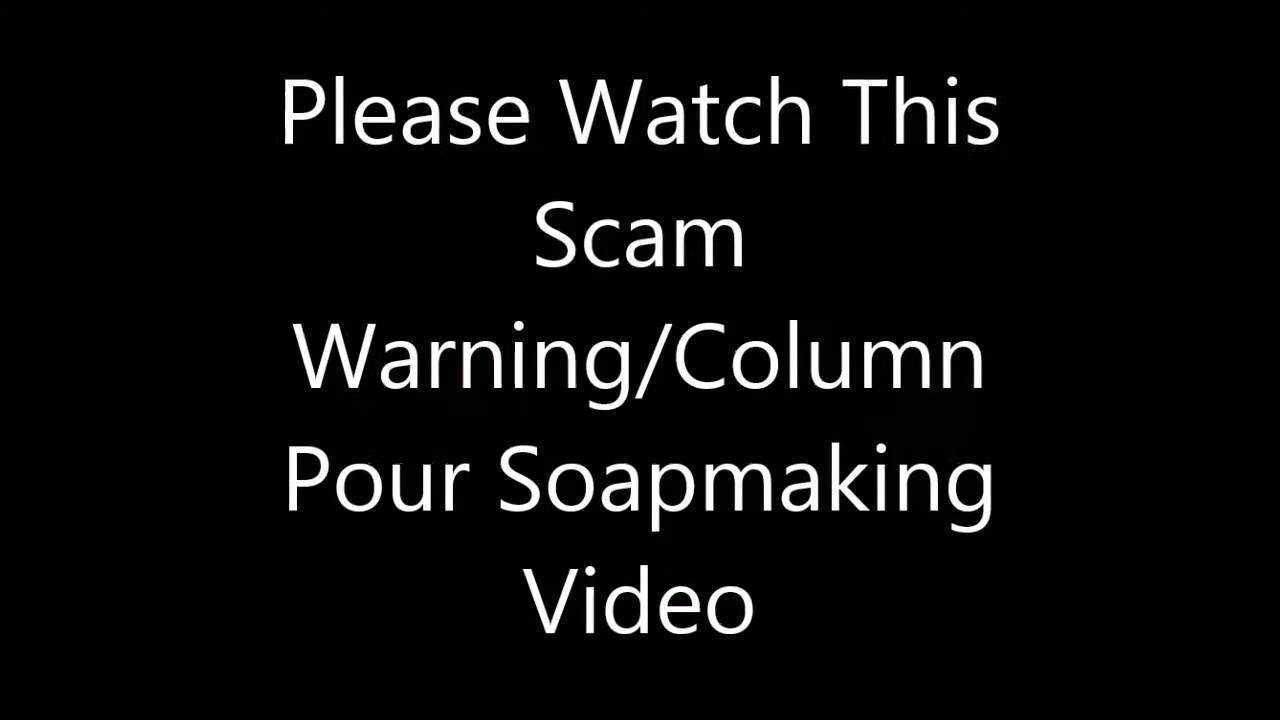 Please Watch This
Scam
Warning/Column
Pour Soapmaking
Video